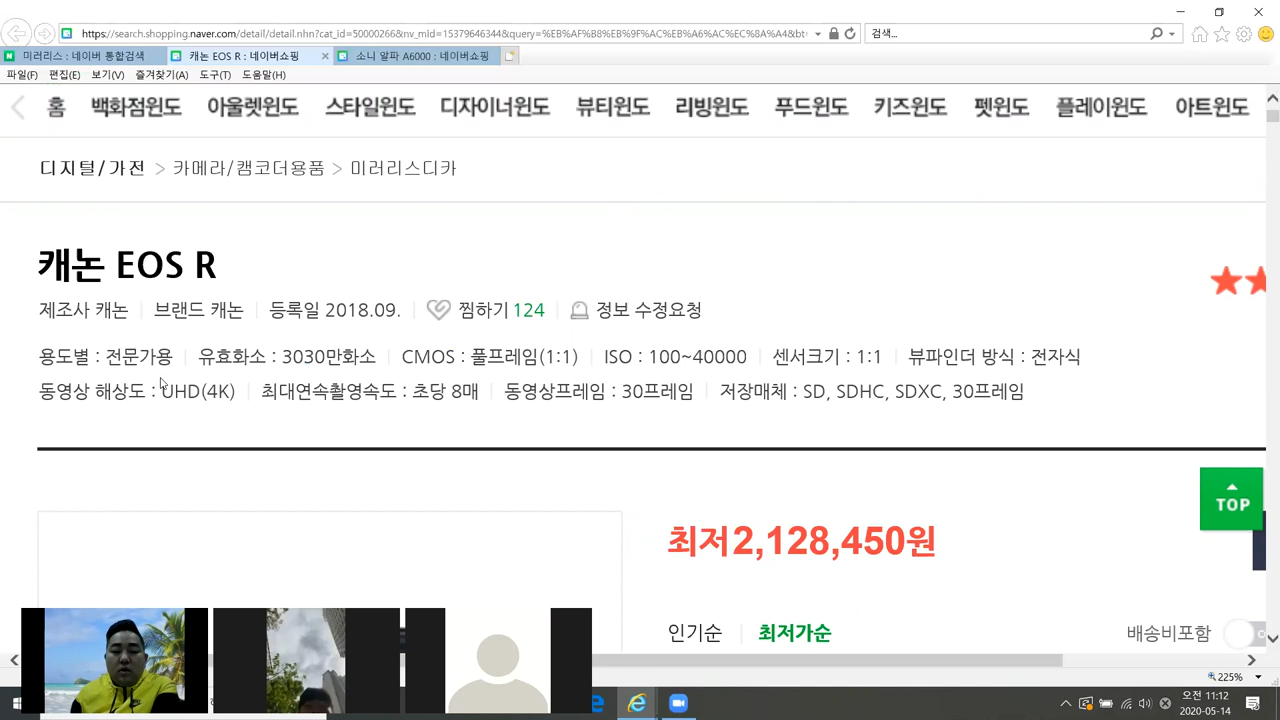 https://search.shopping.naver.com/detail/detail.nhn?cat_id=50000266&nv_mid=15379646344&query=%EB%AF%B8%EB%9F%AC%EB%A6%AC%EC%8A%A4&bt
검색...
미러리스 : 네이버 통합검색
캐논 EOS R : 네이버쇼핑
소니 알파 A6000 : 네이버쇼핑
파일(F) 편집(E) 보기(V) 즐겨찾기(A) 도구(T) 도움말(H)
홈 백화점윈도 아울렛윈도 스타일윈도 디자이너윈도 뷰티윈도 리빙윈도 푸드윈도 키즈윈도 펫윈도 플레이윈도 아트윈도
디지털/가전 > 카메라/캠코더용품 > 미러리스디카
캐논 EOS R
제조사 캐논 | 브랜드 캐논 | 등록일 2018.09. | 찜하기 124 | 정보 수정요청
용도별 : 전문가용 | 유효화소 : 3030만화소 | CMOS : 풀프레임(1:1) | ISO : 100~40000 | 센서크기 : 1:1 | 뷰파인더 방식 : 전자식
동영상 해상도 : UHD(4K) | 최대연속촬영속도 : 초당 8매 | 동영상프레임 : 30프레임 | 저장매체 : SD, SDHC, SDXC, 30프레임
TOP
최저2,128,450원
인기순 | 최저가순
배송비포함
225%
오전 11:12
2020-05-14